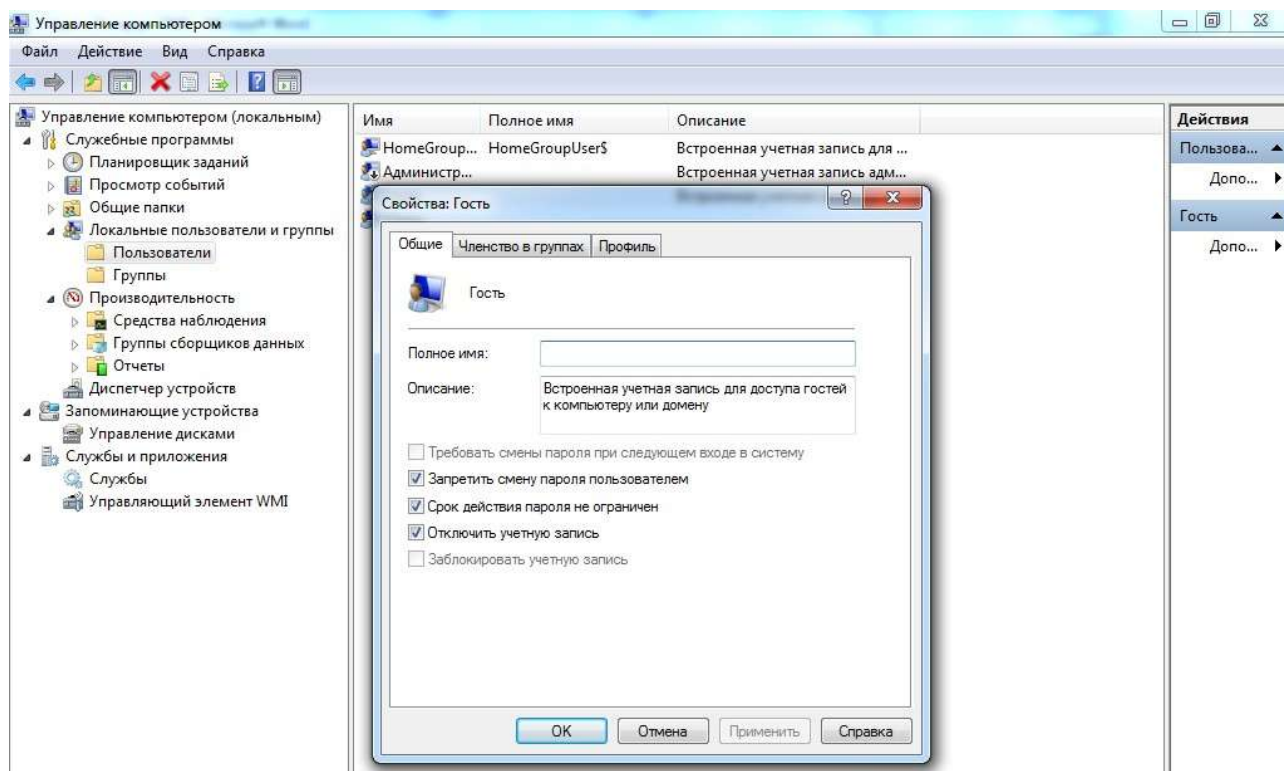 Управление компьютером
Файл Действие Вид Справка
Управление компьютером (локальным)
Служебные программы
Планировщик заданий
Просмотр событий
Общие папки
Локальные пользователи и группы
Пользователи
Группы
Производительность
Средства наблюдения
Группы сборщиков данных
Отчеты
Диспетчер устройств
Запоминающие устройства
Управление дисками
Службы и приложения
Службы
Управляющий элемент WMI
Имя Полное имя Описание
HomeGroup... HomeGroupUser$ Встроенная учетная запись для ...
Администр... Встроенная учетная запись адм...
Свойства: Гость
Общие Членство в группах Профиль
Гость
Полное имя:
Описание: Встроенная учетная запись для доступа гостей
к компьютеру или домену
Требовать смены пароля при следующем входе в систему
Запретить смену пароля пользователем
Срок действия пароля не ограничен
Отключить учетную запись
Заблокировать учетную запись
ОК Отмена Применить Справка
Действия
Пользова...
Допо...
Гость
Допо...